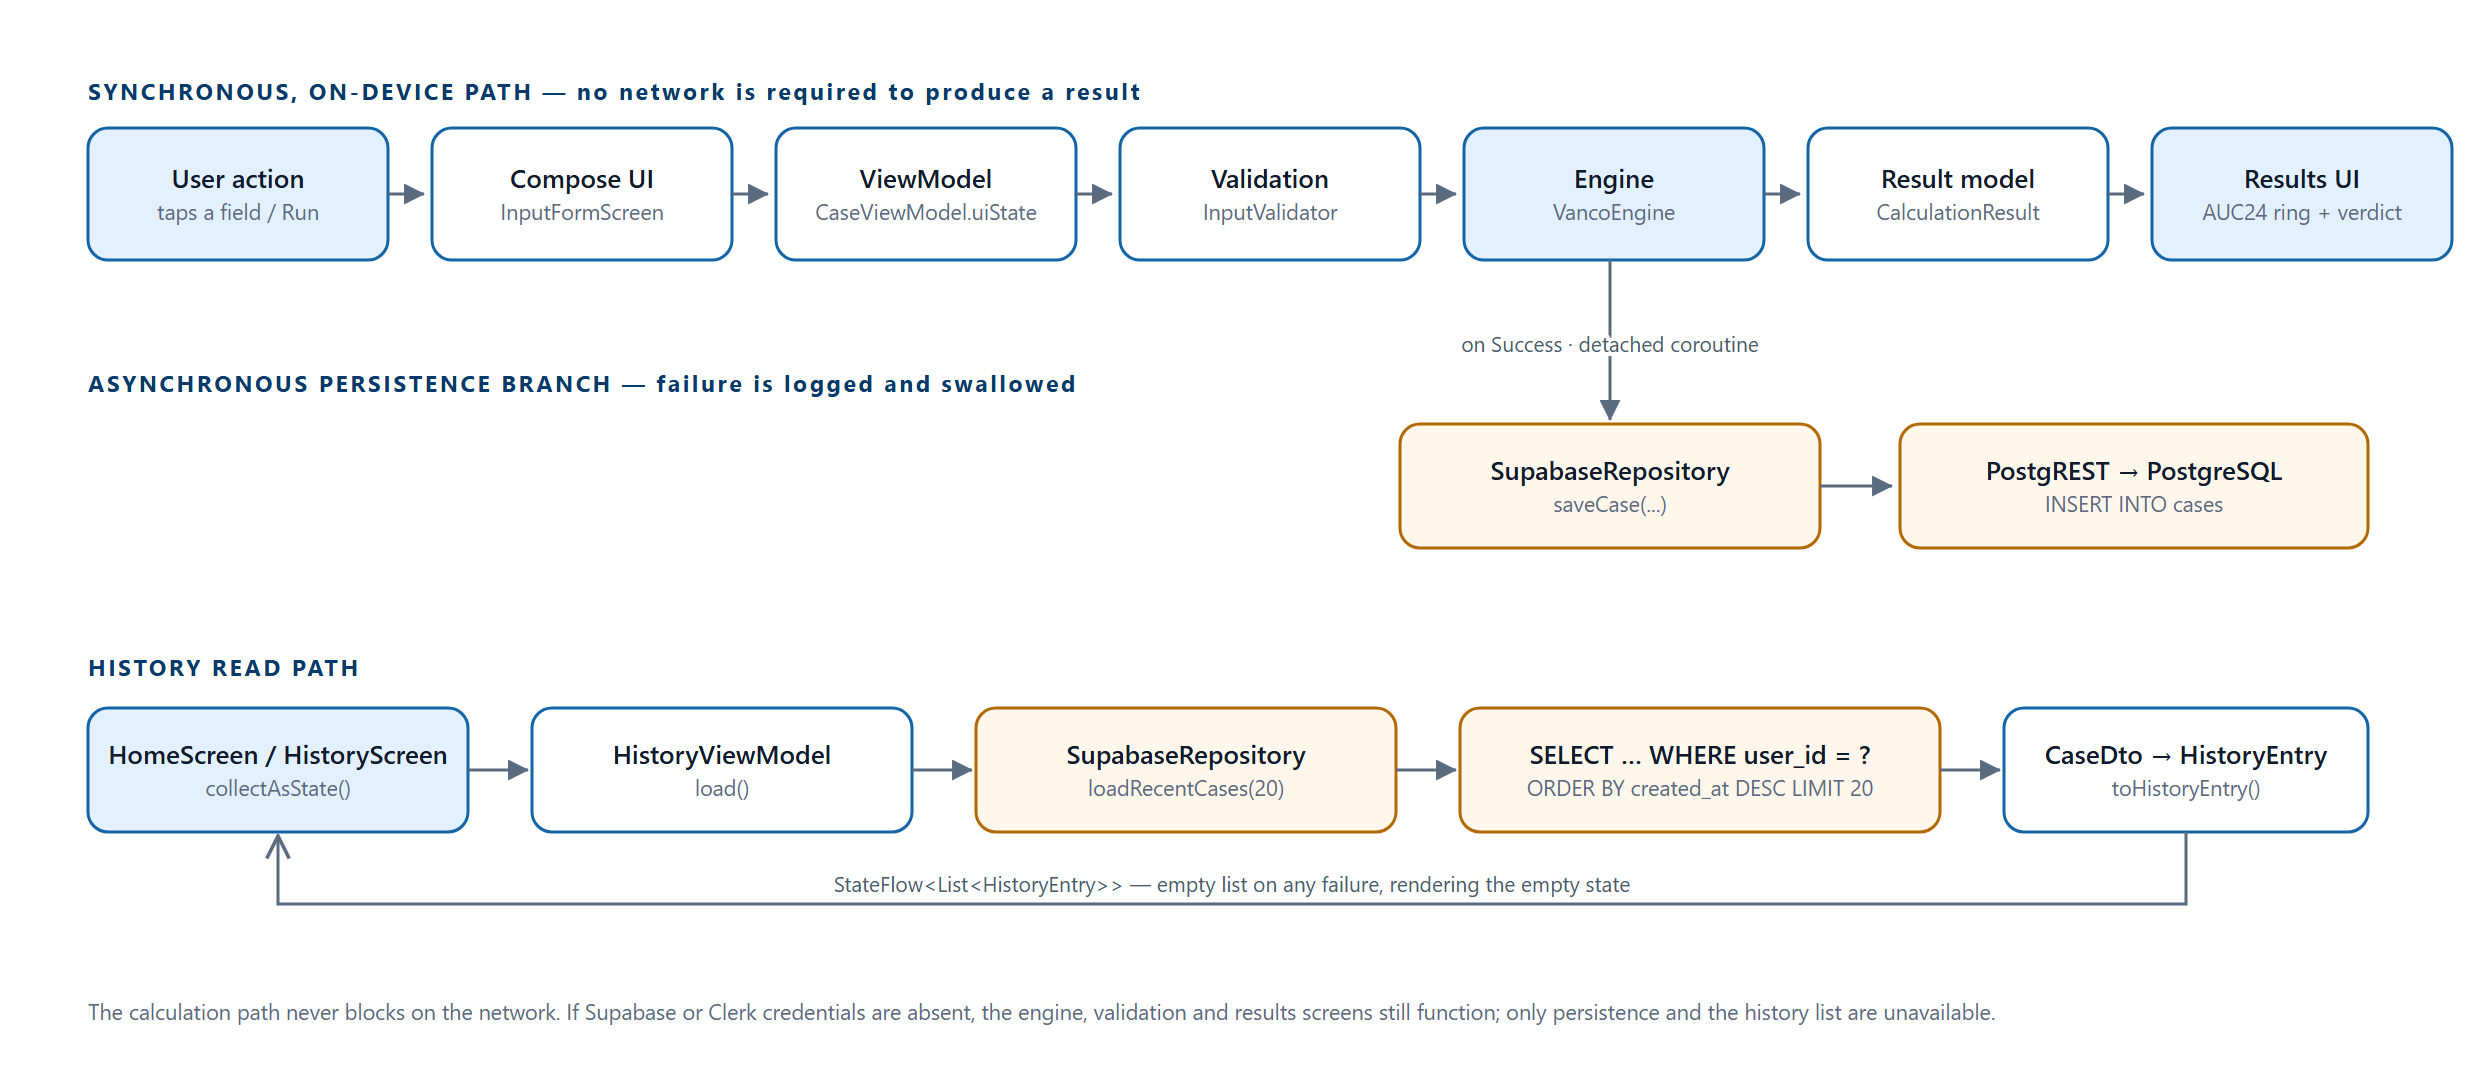 SYNCHRONOUS, ON-DEVICE PATH — no network is required to produce a result
User action
taps a field / Run
Compose UI
InputFormScreen
ViewModel
CaseViewModel.uiState
Validation
InputValidator
Engine
VancoEngine
Result model
CalculationResult
Results UI
AUC24 ring + verdict
on Success · detached coroutine
ASYNCHRONOUS PERSISTENCE BRANCH — failure is logged and swallowed
SupabaseRepository
saveCase(...)
PostgREST → PostgreSQL
INSERT INTO cases
HISTORY READ PATH
HomeScreen / HistoryScreen
collectAsState()
HistoryViewModel
load()
SupabaseRepository
loadRecentCases(20)
SELECT ... WHERE user_id = ?
ORDER BY created_at DESC LIMIT 20
CaseDto → HistoryEntry
toHistoryEntry()
StateFlow<List<HistoryEntry>> — empty list on any failure, rendering the empty state
The calculation path never blocks on the network. If Supabase or Clerk credentials are absent, the engine, validation and results screens still function; only persistence and the history list are unavailable.